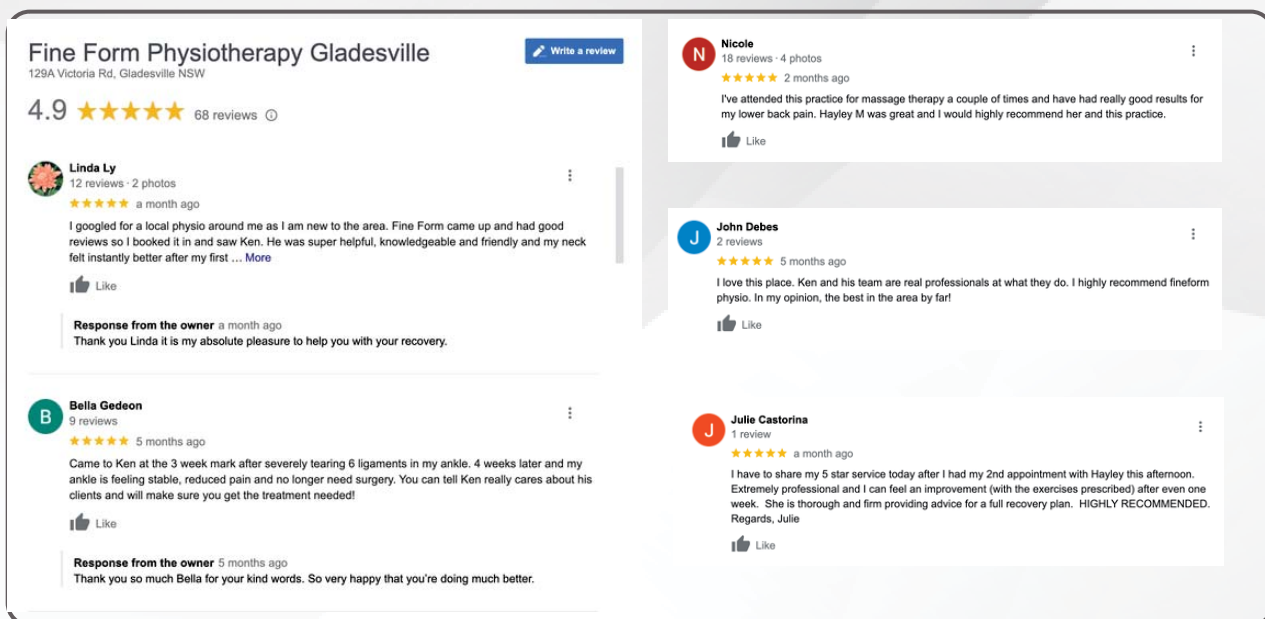 Fine Form Physiotherapy Gladesville
129A Victoria Rd, Gladesville NSW
Write a review
4.9 68 reviews
Linda Ly
12 reviews · 2 photos
a month ago
I googled for a local physio around me as I am new to the area. Fine Form came up and had good
reviews so I booked it in and saw Ken. He was super helpful, knowledgeable and friendly and my neck
felt instantly better after my first ... More
Like
Response from the owner a month ago
Thank you Linda it is my absolute pleasure to help you with your recovery.
B
Bella Gedeon
9 reviews
5 months ago
Came to Ken at the 3 week mark after severely tearing 6 ligaments in my ankle. 4 weeks later and my
ankle is feeling stable, reduced pain and no longer need surgery. You can tell Ken really cares about his
clients and will make sure you get the treatment needed!
Like
Response from the owner 5 months ago
Thank you so much Bella for your kind words. So very happy that you're doing much better.
N
Nicole
18 reviews · 4 photos
2 months ago
I've attended this practice for massage therapy a couple of times and have had really good results for
my lower back pain. Hayley M was great and I would highly recommend her and this practice.
Like
J
John Debes
2 reviews
5 months ago
I love this place. Ken and his team are real professionals at what they do. I highly recommend fineform
physio. In my opinion, the best in the area by far!
Like
J
Julie Castorina
1 review
a month ago
I have to share my 5 star service today after I had my 2nd appointment with Hayley this afternoon.
Extremely professional and I can feel an improvement (with the exercises prescribed) after even one
week. She is thorough and firm providing advice for a full recovery plan. HIGHLY RECOMMENDED.
Regards, Julie
Like